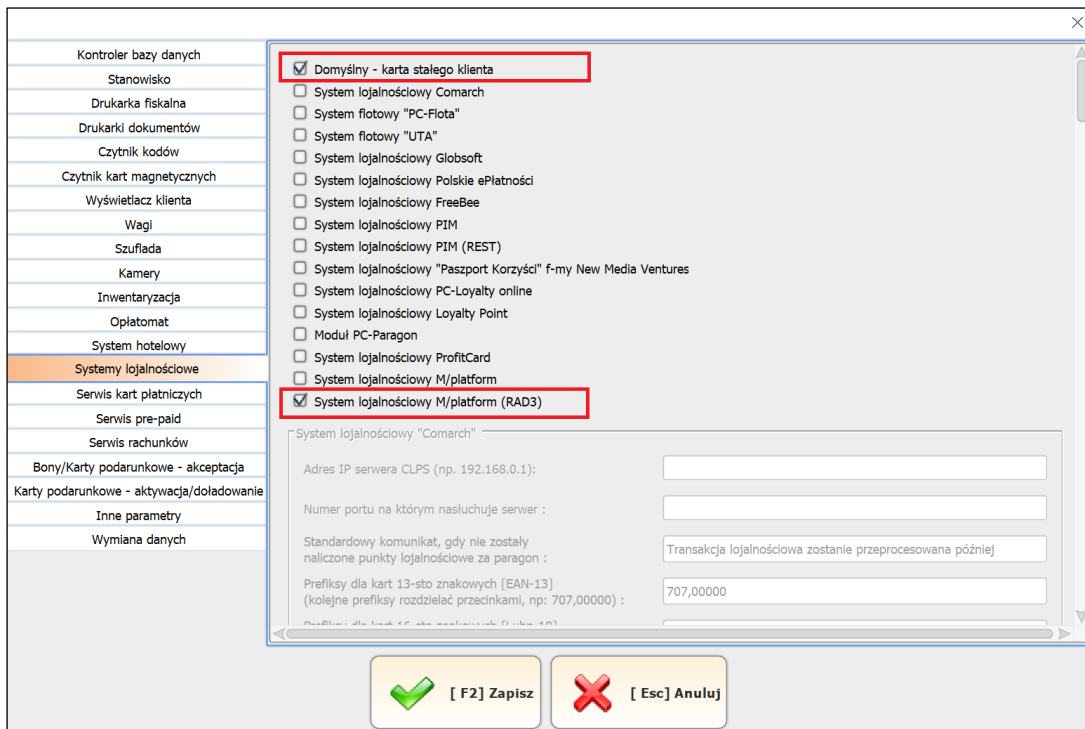 Kontroler bazy danych
Stanowisko
Drukarka fiskalna
Drukarki dokumentów
Czytnik kodów
Czytnik kart magnetycznych
Wyświetlacz klienta
Wagi
Szuflada
Kamery
Inwentaryzacja
Opłatomat
System hotelowy
Systemy lojalnościowe
Serwis kart płatniczych
Serwis pre-paid
Serwis rachunków
Bony/Karty podarunkowe - akceptacja
Karty podarunkowe - aktywacja/doładowanie
Inne parametry
Wymiana danych
Domyślny - karta stałego klienta
System lojalnościowy Comarch
System flotowy "PC-Flota"
System flotowy "UTA"
System lojalnościowy Globsoft
System lojalnościowy Polskie ePłatności
System lojalnościowy FreeBee
System lojalnościowy PIM
System lojalnościowy PIM (REST)
System lojalnościowy "Paszport Korzyści" f-my New Media Ventures
System lojalnościowy PC-Loyalty online
System lojalnościowy Loyalty Point
Moduł PC-Paragon
System lojalnościowy ProfitCard
System lojalnościowy M/platform
System lojalnościowy M/platform (RAD3)
System lojalnościowy "Comarch"
Adres IP serwera CLPS (np. 192.168.0.1):
Numer portu na którym nasłuchuje serwer :
Standardowy komunikat, gdy nie zostały
naliczone punkty lojalnościowe za paragon :
Transakcja lojalnościowa zostanie przeprocesowana później
Prefiksy dla kart 13-sto znakowych [EAN-13]
(kolejne prefiksy rozdzielać przecinkami, np: 707,00000) :
707,00000
[ F2] Zapisz
[ Esc] Anuluj